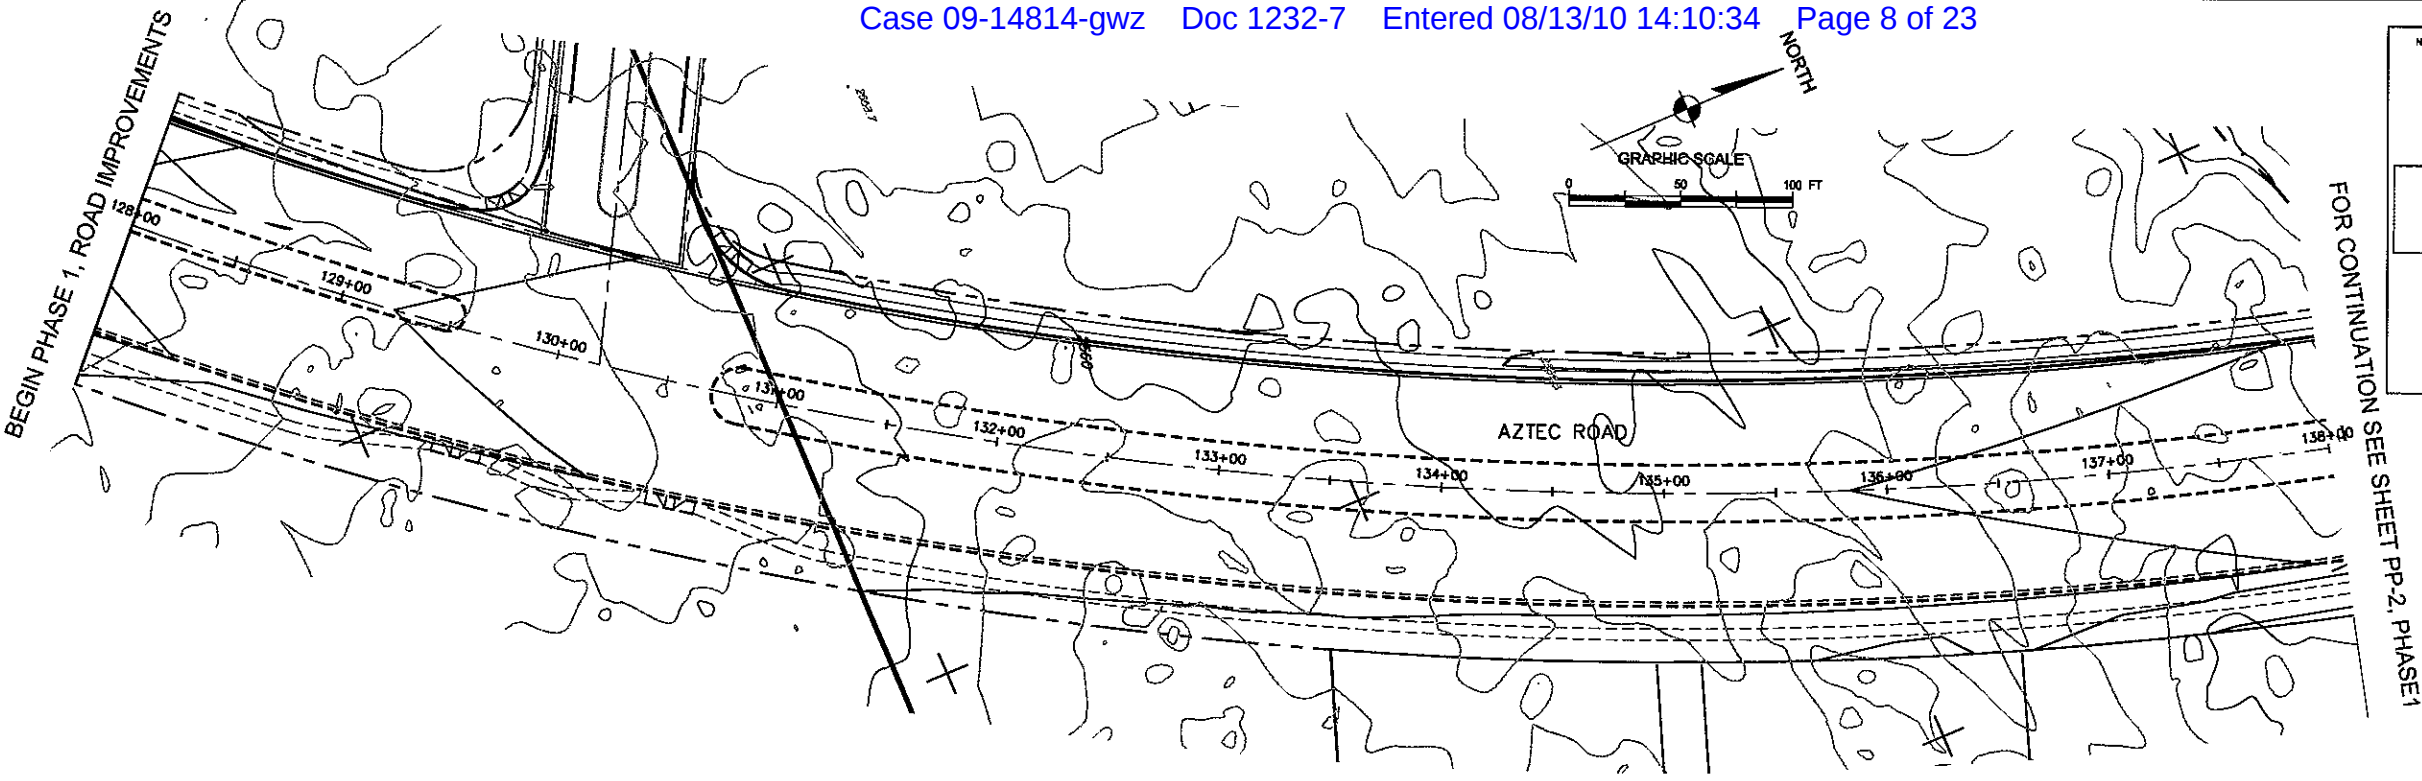 Case 09-14814-gwz Doc 1232-7 Entered 08/13/10 14:10:34 Page 8 of 23
NORTH
GRAPHIC SCALE
0 50 100 FT
BEGIN PHASE 1, ROAD IMPROVEMENTS
128+00
129+00
130+00
131+00
132+00
133+00
134+00
135+00
136+00
137+00
138+00
AZTEC ROAD
FOR CONTINUATION SEE SHEET PP-2, PHASE1